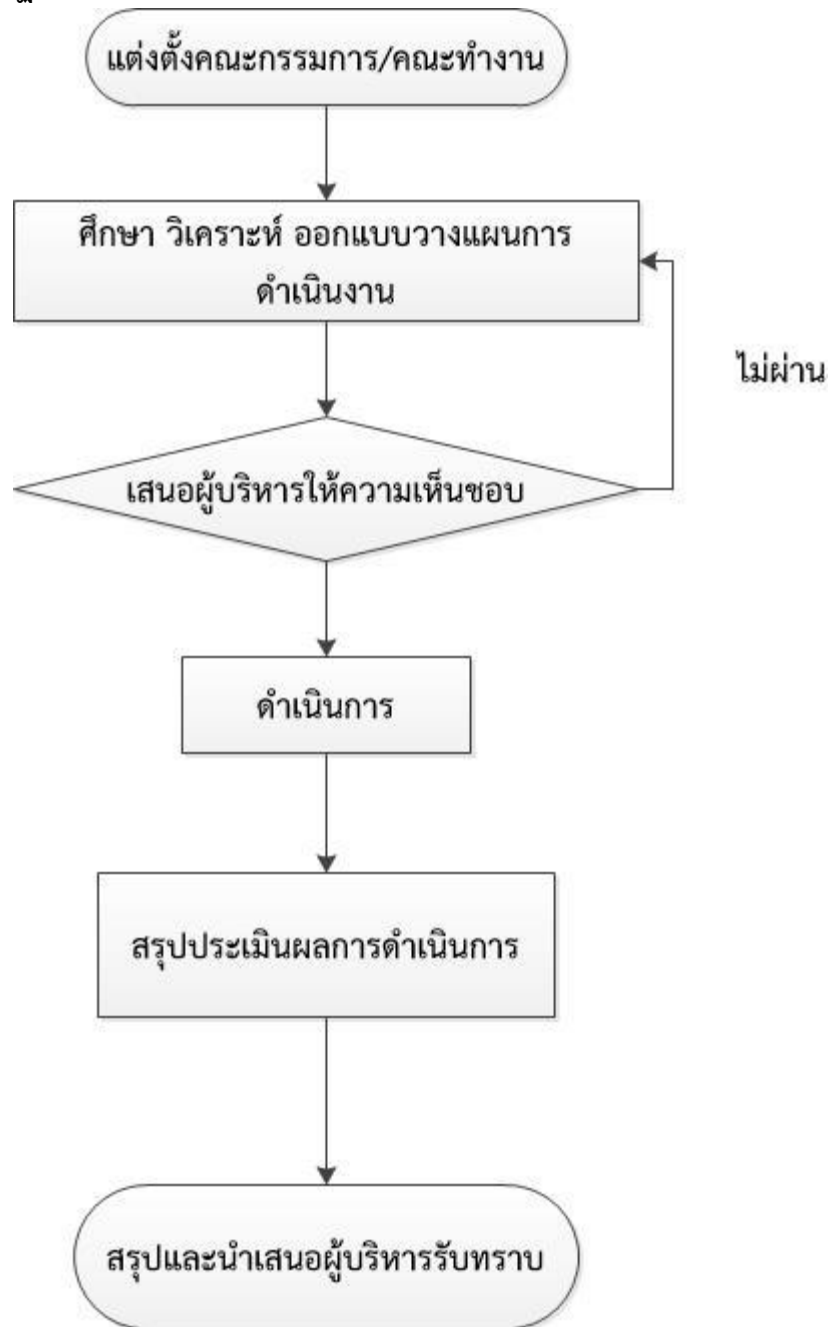 แต่งตั้งคณะกรรมการ/คณะทำงาน
ศึกษา วิเคราะห์ ออกแบบวางแผนการ
ดำเนินงาน
ไม่ผ่าน
เสนอผู้บริหารให้ความเห็นชอบ
ดำเนินการ
สรุปประเมินผลการดำเนินการ
สรุปและนำเสนอผู้บริหารรับทราบ